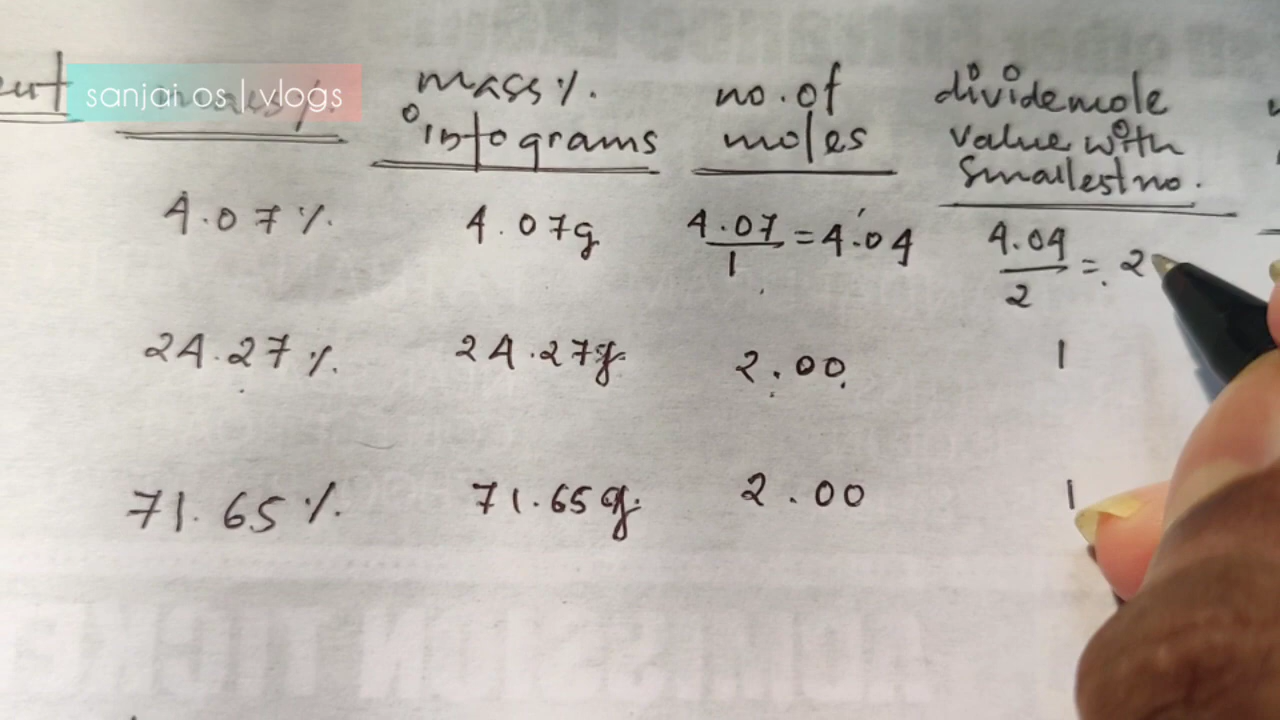 sanjai os | vlogs
mass %.
into grams
no. of
moles
divide mole
value with
smallest no.
4.07 %.
4.07g
4.07/1 = 4.04
4.04/2 = 2
24.27 %.
24.27g
2.00
1
71.65 %.
71.65g
2.00
1